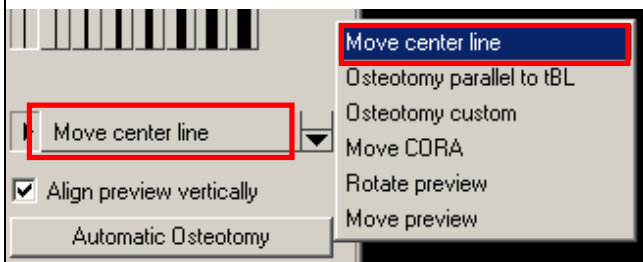 Move center line
Osteotomy parallel to tBL
Osteotomy custom
Move CORA
Rotate preview
Move preview
Move center line
Align preview vertically
Automatic Osteotomy